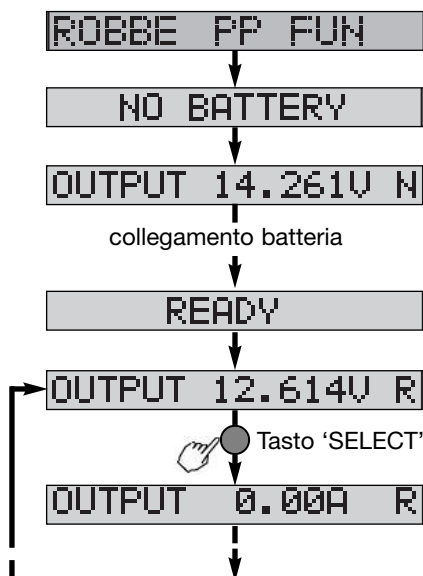 ROBBE PP FUN
NO BATTERY
OUTPUT 14.261V N
collegamento batteria
READY
OUTPUT 12.614V R
Tasto ‘SELECT’
OUTPUT 0.00A R